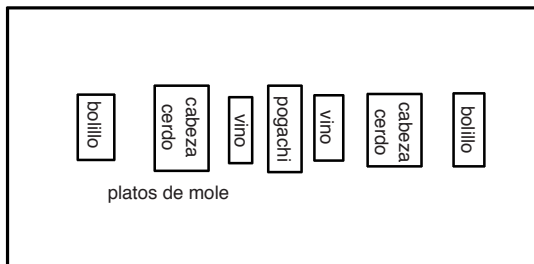 bolillo
cabeza
cerdo
vino
pogachi
vino
cabeza
cerdo
bolillo
platos de mole